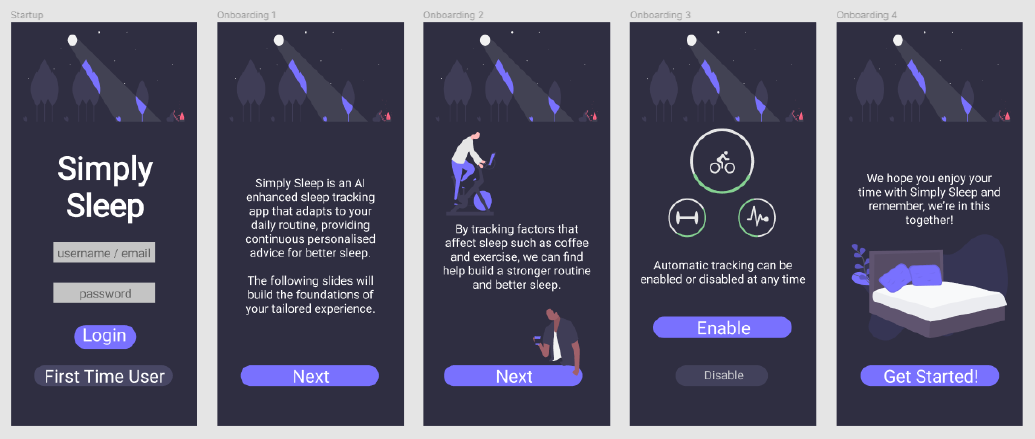 Startup
Onboarding 1
Onboarding 2
Onboarding 3
Onboarding 4
Simply
Sleep
username / email
password
Login
First Time User
Simply Sleep is an AI
enhanced sleep tracking
app that adapts to your
daily routine, providing
continuous personalised
advice for better sleep.
The following slides will
build the foundations of
your tailored experience.
Next
By tracking factors that
affect sleep such as coffee
and exercise, we can find
help build a stronger routine
and better sleep.
Next
Automatic tracking can be
enabled or disabled at any time
Enable
Disable
We hope you enjoy your
time with Simply Sleep and
remember, we're in this
together!
Get Started!